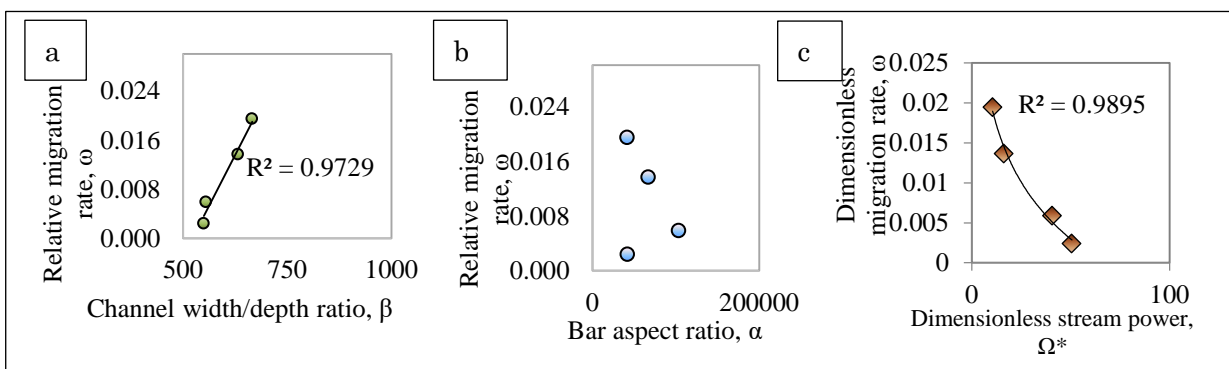 a
Relative migration
rate, ω
0.024
0.016
0.008
0.000
R² = 0.9729
500 750 1000
Channel width/depth ratio, β
b
Relative migration
rate, ω
0.024
0.016
0.008
0.000
0 200000
Bar aspect ratio, α
c
Dimensionless
migration rate, ω
0.025
0.02
0.015
0.01
0.005
0
R² = 0.9895
0 100
Dimensionless stream power,
Ω*